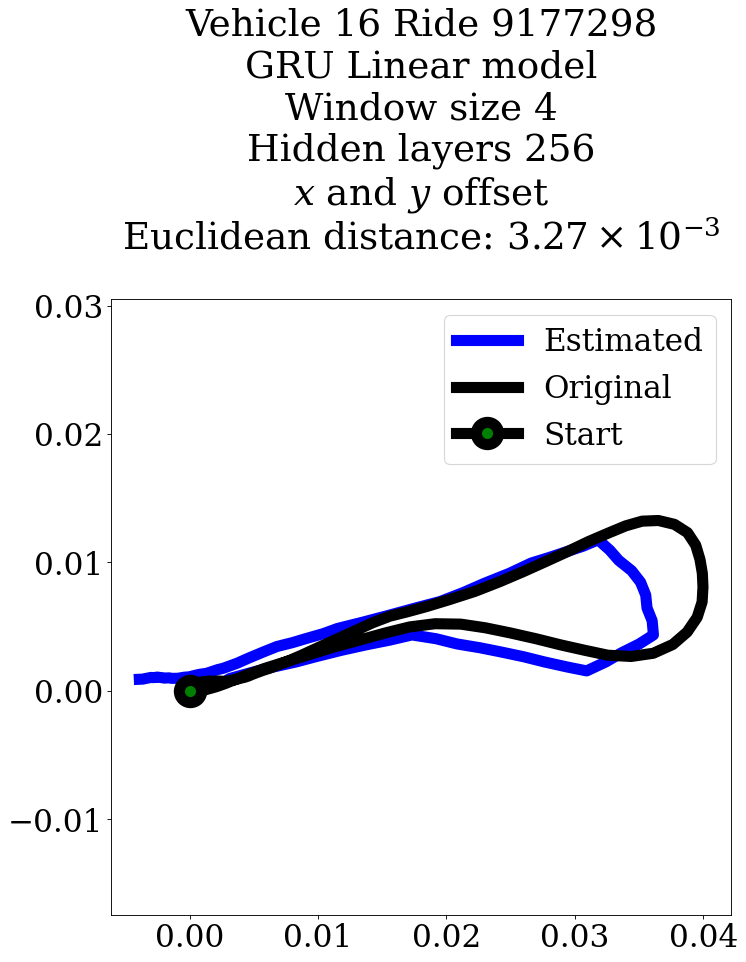 Vehicle 16 Ride 9177298
GRU Linear model
Window size 4
Hidden layers 256
x and y offset
Euclidean distance: 3.27 × 10⁻³
0.03
0.02
0.01
0.00
−0.01
Estimated
Original
Start
0.00 0.01 0.02 0.03 0.04